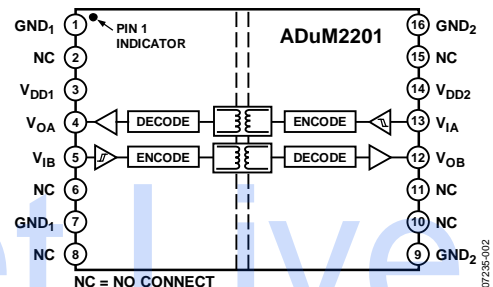 GND1 1 PIN 1 INDICATOR ADuM2201 16 GND2
NC 2 15 NC
VDD1 3 14 VDD2
VOA 4 DECODE ENCODE 13 VIA
VIB 5 ENCODE DECODE 12 VOB
NC 6 11 NC
GND1 7 10 NC
NC 8 9 GND2
NC = NO CONNECT
07235-002
et Live